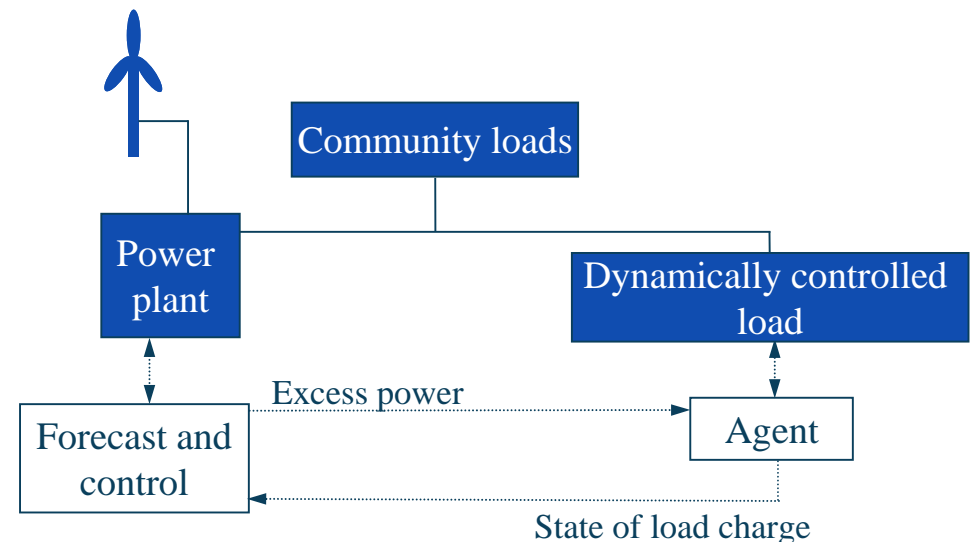 Community loads
Power
plant
Dynamically controlled
load
Excess power
Forecast and
control
Agent
State of load charge